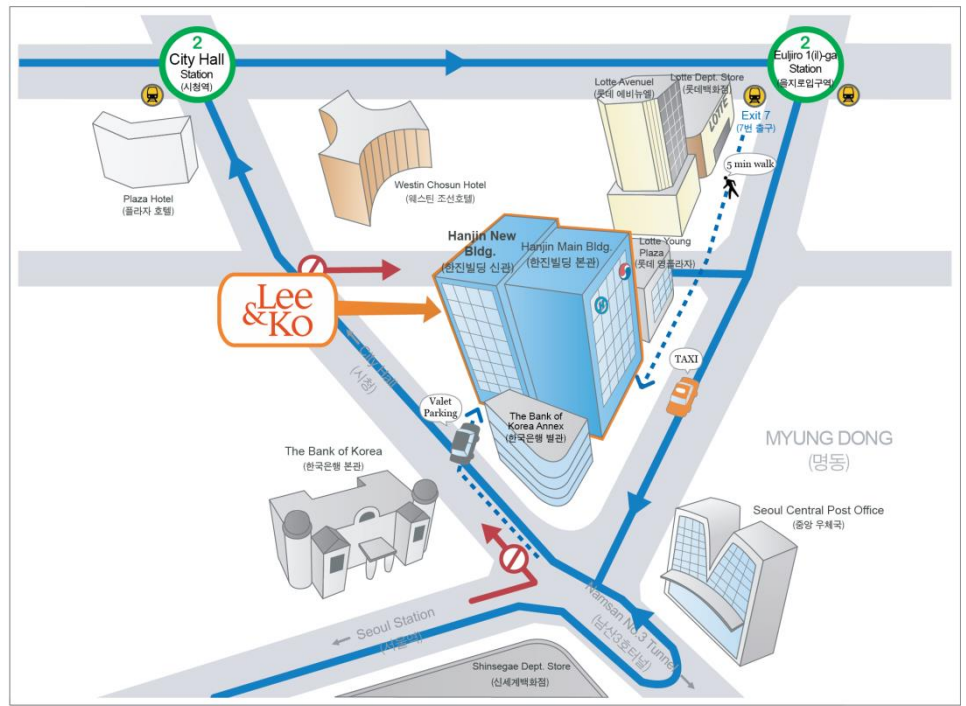 2
City Hall
Station
(시청역)
2
Euljiro 1(il)-ga
Station
(을지로입구역)
Lotte Avenuel
(롯데 에비뉴엘)
Lotte Dept. Store
(롯데백화점)
LOTTE
Exit 7
(7번 출구)
5 min walk
Plaza Hotel
(플라자 호텔)
Westin Chosun Hotel
(웨스틴 조선호텔)
Hanjin New
Bldg.
(한진빌딩 신관)
Hanjin Main Bldg.
(한진빌딩 본관)
Lotte Young
Plaza
(롯데 영플라자)
Lee
&Ko
City Hall
(시청)
TAXI
Valet
Parking
The Bank of
Korea Annex
(한국은행 별관)
MYUNG DONG
(명동)
The Bank of Korea
(한국은행 본관)
Seoul Central Post Office
(중앙 우체국)
Seoul Station
(서울역)
Namsan No.3 Tunnel
(남산3호터널)
Shinsegae Dept. Store
(신세계백화점)